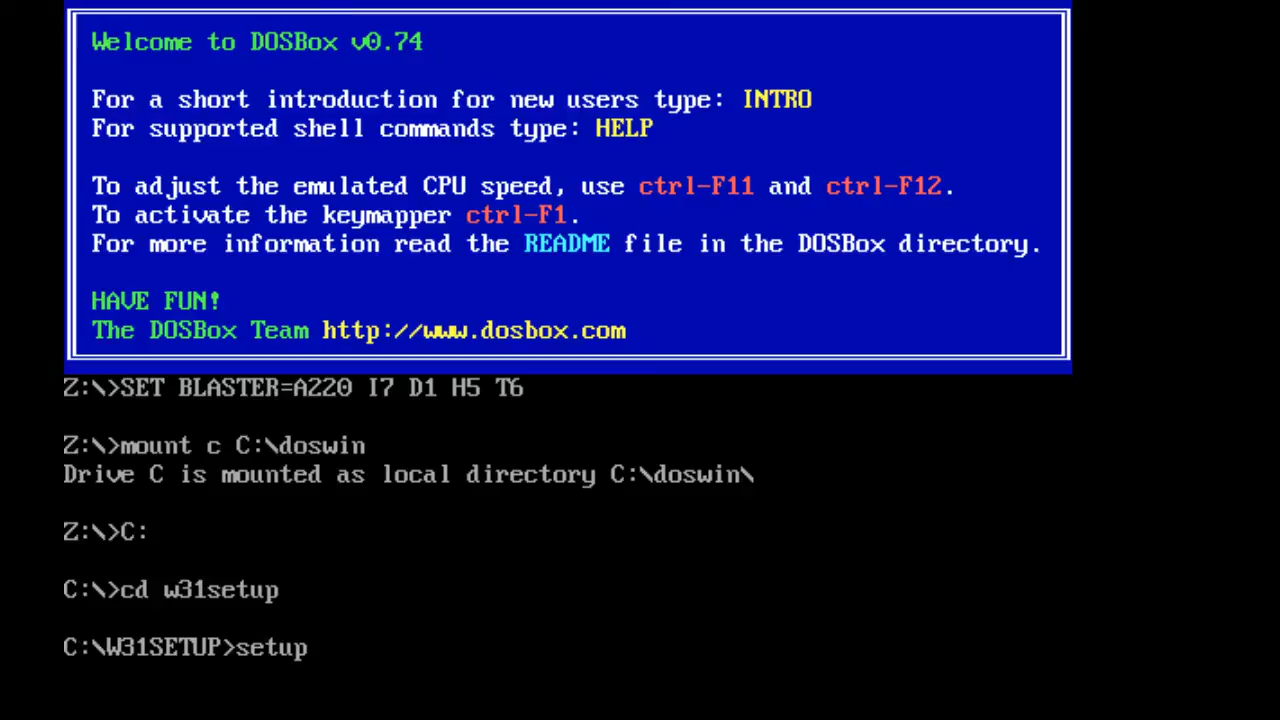 Welcome to DOSBox v0.74
For a short introduction for new users type: INTRO
For supported shell commands type: HELP
To adjust the emulated CPU speed, use ctrl-F11 and ctrl-F12.
To activate the keymapper ctrl-F1.
For more information read the README file in the DOSBox directory.
HAVE FUN!
The DOSBox Team http://www.dosbox.com
Z:\>SET BLASTER=A220 I7 D1 H5 T6
Z:\>mount c C:\doswin
Drive C is mounted as local directory C:\doswin\
Z:\>C:
C:\>cd w31setup
C:\W31SETUP>setup